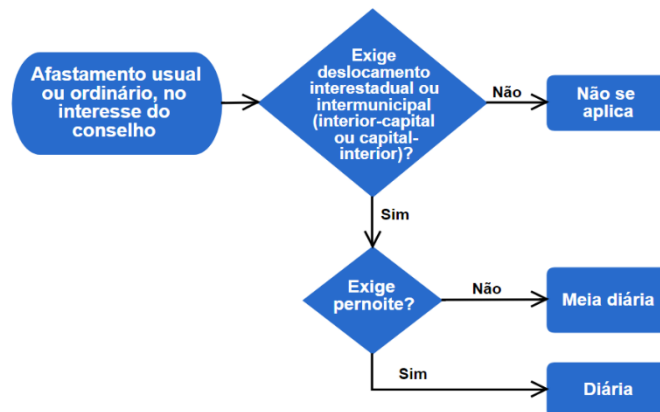 Afastamento usual
ou ordinário, no
interesse do
conselho
Exige
deslocamento
interestadual ou
intermunicipal
(interior-capital
ou capital-
interior)?
Não
Não se
aplica
Sim
Exige
pernoite?
Não
Meia diária
Sim
Diária